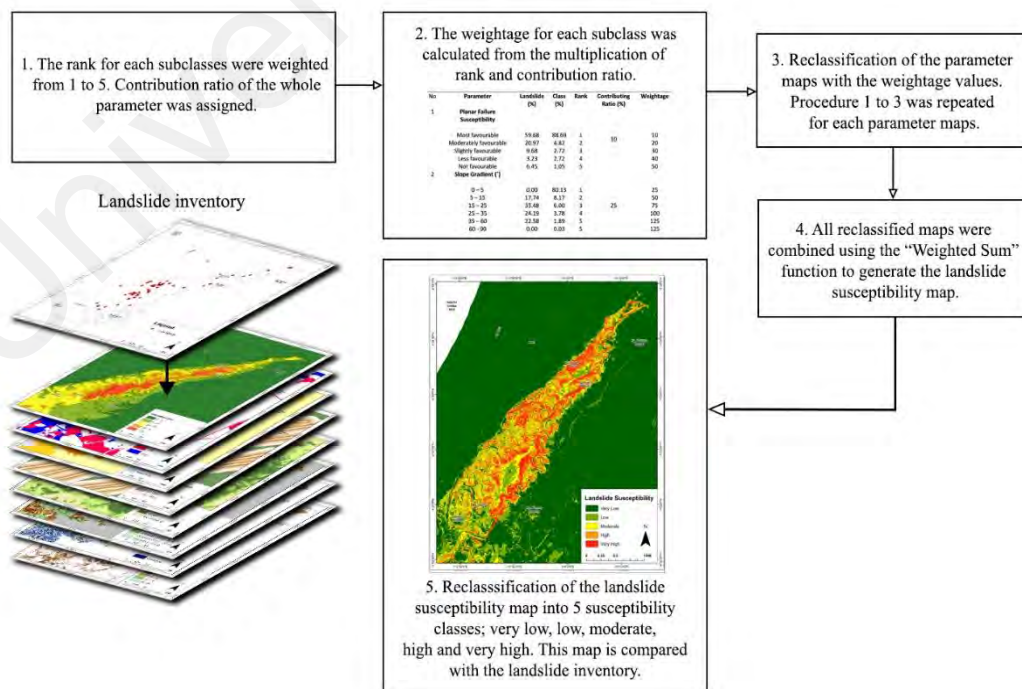 1. The rank for each subclasses were weighted
from 1 to 5. Contribution ratio of the whole
parameter was assigned.
2. The weightage for each subclass was
calculated from the multiplication of
rank and contribution ratio.
No Parameter Landslide (%) Class (%) Rank Contributing Ratio (%) Weightage
1 Planar Failure Susceptibility
Most favourable 59.68 88.69 1 10 10
Moderately favourable 20.97 4.82 2 20
Slightly favourable 9.68 2.72 3 30
Less favourable 3.23 2.72 4 40
Not favourable 6.45 1.05 5 50
2 Slope Gradient (°)
0 – 5 0.00 1 25
5 – 15 17.74 8.17 2 50
15 – 25 6.00 3 25 75
25 – 35 24.19 3.78 4 100
35 – 60 22.58 1.89 5 125
60 - 90 0.00 0.03 5 125
3. Reclassification of the parameter
maps with the weightage values.
Procedure 1 to 3 was repeated
for each parameter maps.
4. All reclassified maps were
combined using the “Weighted Sum”
function to generate the landslide
susceptibility map.
Landslide inventory
Landslide Susceptibility
Very Low
Low
Moderate
High
Very High
5. Reclasssification of the landslide
susceptibility map into 5 susceptibility
classes; very low, low, moderate,
high and very high. This map is compared
with the landslide inventory.
Univer